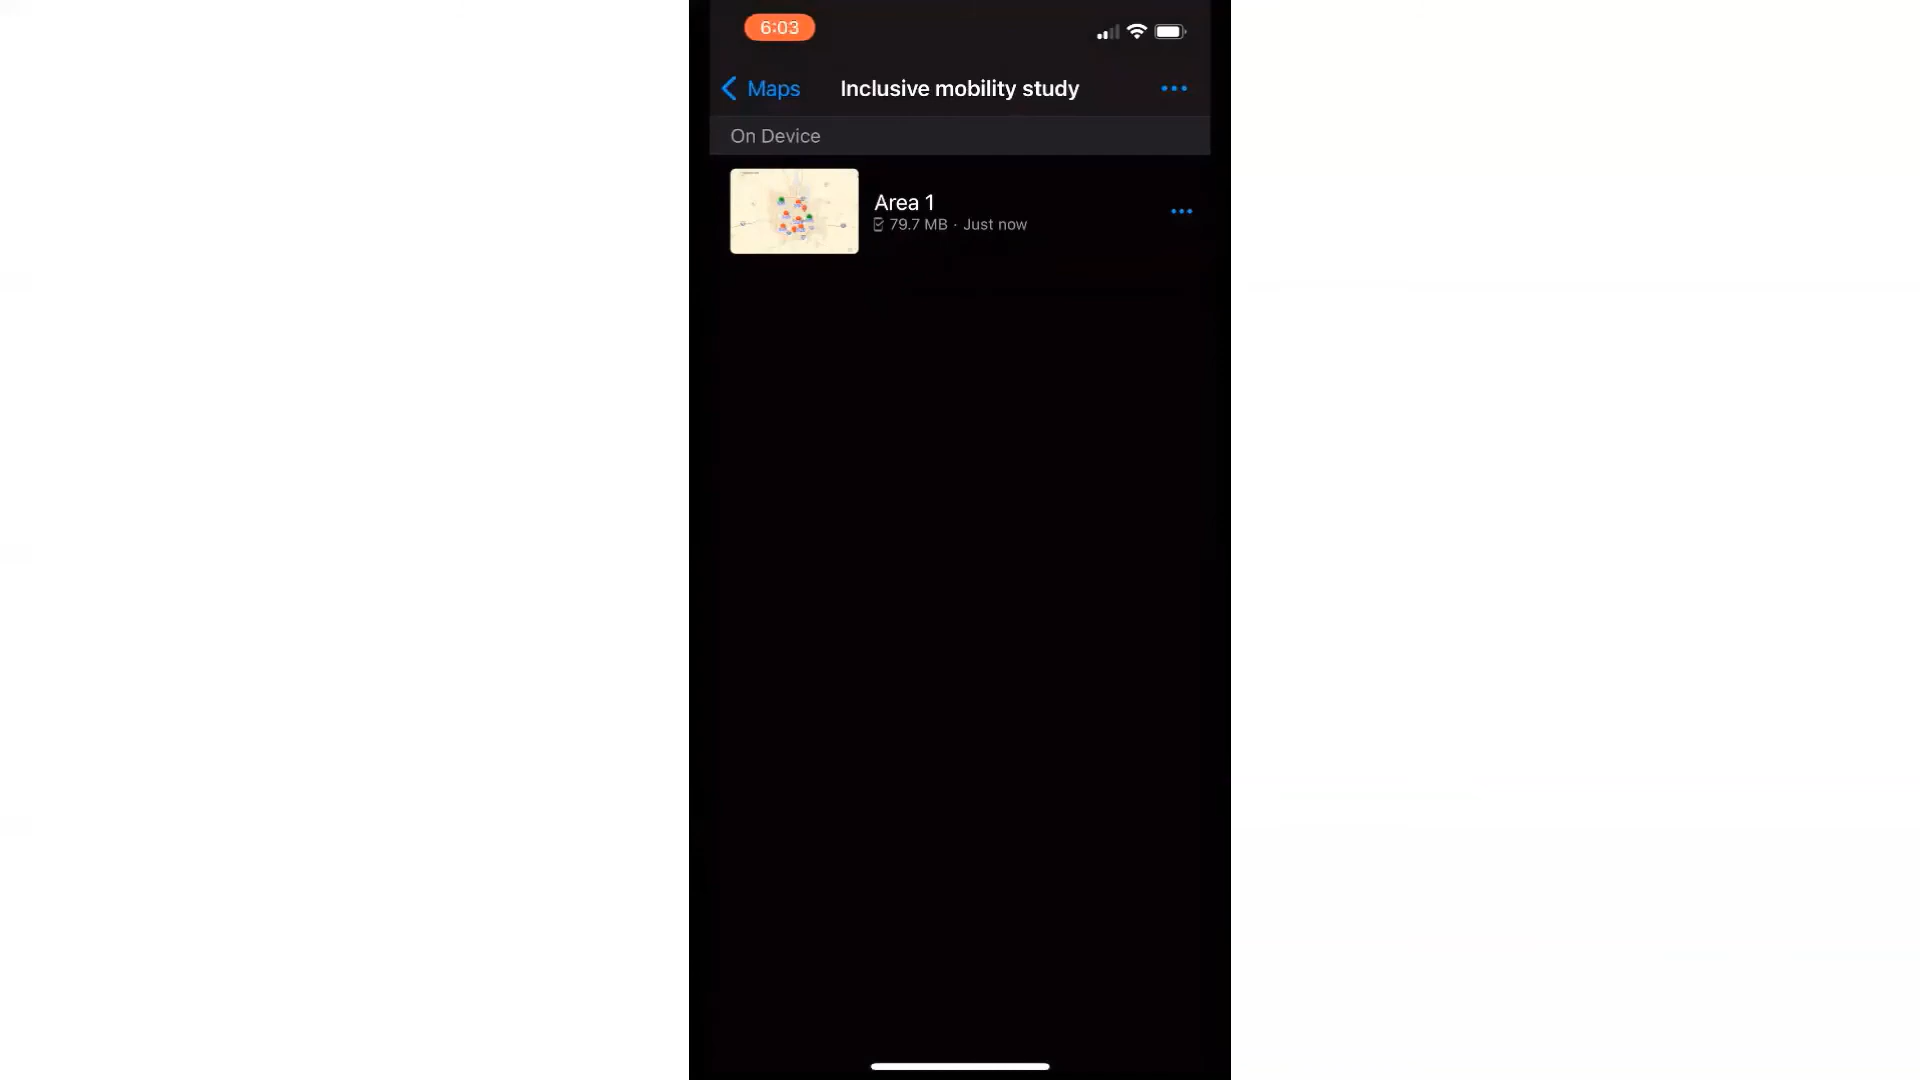 6:03
Maps
Inclusive mobility study
On Device
Area 1
79.7 MB · Just now